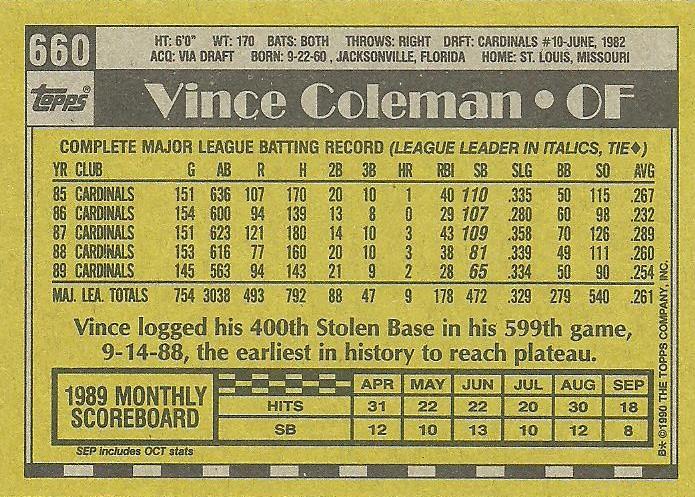 660
HT: 6'0" WT: 170 BATS: BOTH THROWS: RIGHT DRFT: CARDINALS #10-JUNE, 1982
ACQ: VIA DRAFT BORN: 9-22-60, JACKSONVILLE, FLORIDA HOME: ST. LOUIS, MISSOURI
TOPPS®
Vince Coleman • OF
COMPLETE MAJOR LEAGUE BATTING RECORD (LEAGUE LEADER IN ITALICS, TIE♦)
YR CLUB G AB R H 2B 3B HR RBI SB SLG BB SO AVG
85 CARDINALS 151 636 107 170 20 10 1 40 110 .335 50 115 .267
86 CARDINALS 154 600 94 139 13 8 0 29 107 .280 60 98 .232
87 CARDINALS 151 623 121 180 14 10 3 43 109 .358 70 126 .289
88 CARDINALS 153 616 77 160 20 10 3 38 81 .339 49 111 .260
89 CARDINALS 145 563 94 143 21 9 2 28 65 .334 50 90 .254
MAJ. LEA. TOTALS 754 3038 493 792 88 47 9 178 472 .329 279 540 .261
Vince logged his 400th Stolen Base in his 599th game,
9-14-88, the earliest in history to reach plateau.
1989 MONTHLY SCOREBOARD
APR MAY JUN JUL AUG SEP
HITS 31 22 22 20 30 18
SB 12 10 13 10 12 8
SEP includes OCT stats
B* ©1990 THE TOPPS COMPANY, INC.